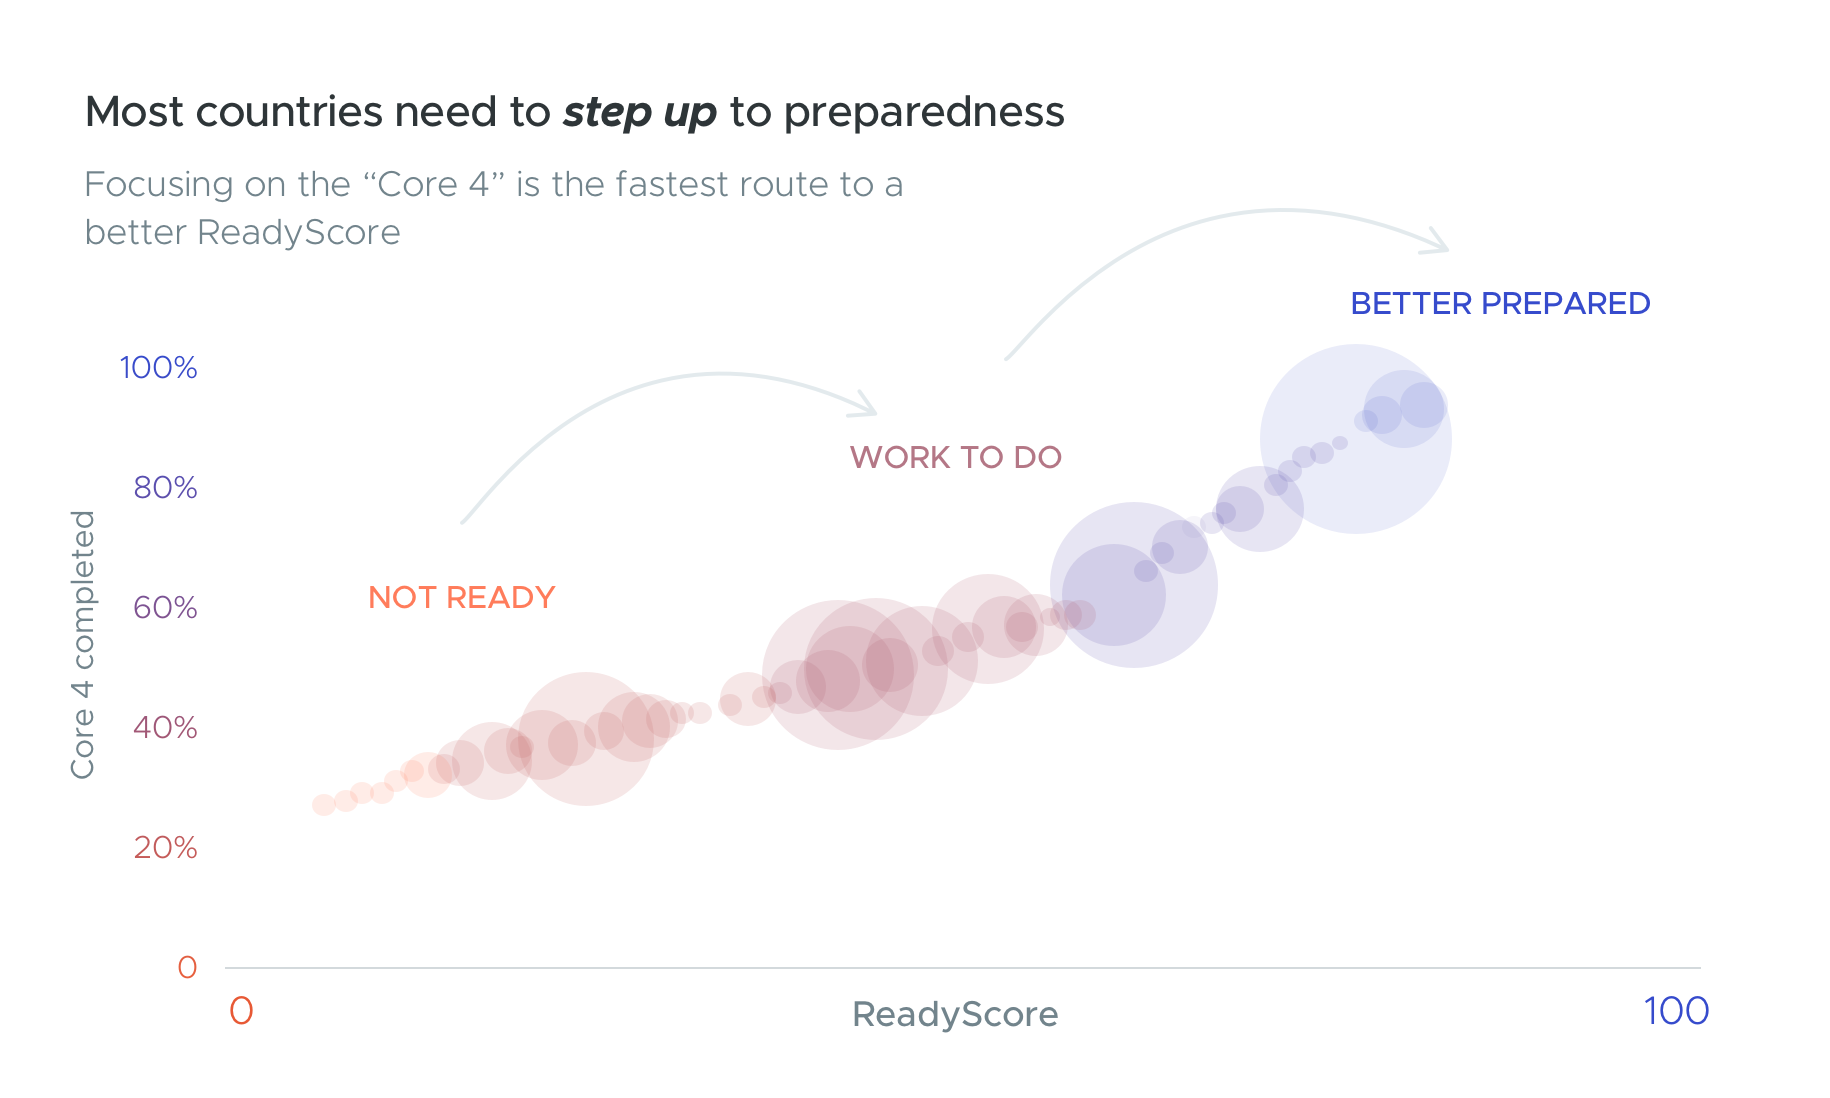 Most countries need to step up to preparedness
Focusing on the “Core 4” is the fastest route to a
better ReadyScore
BETTER PREPARED
WORK TO DO
NOT READY
Core 4 completed
100%
80%
60%
40%
20%
0
0
ReadyScore
100